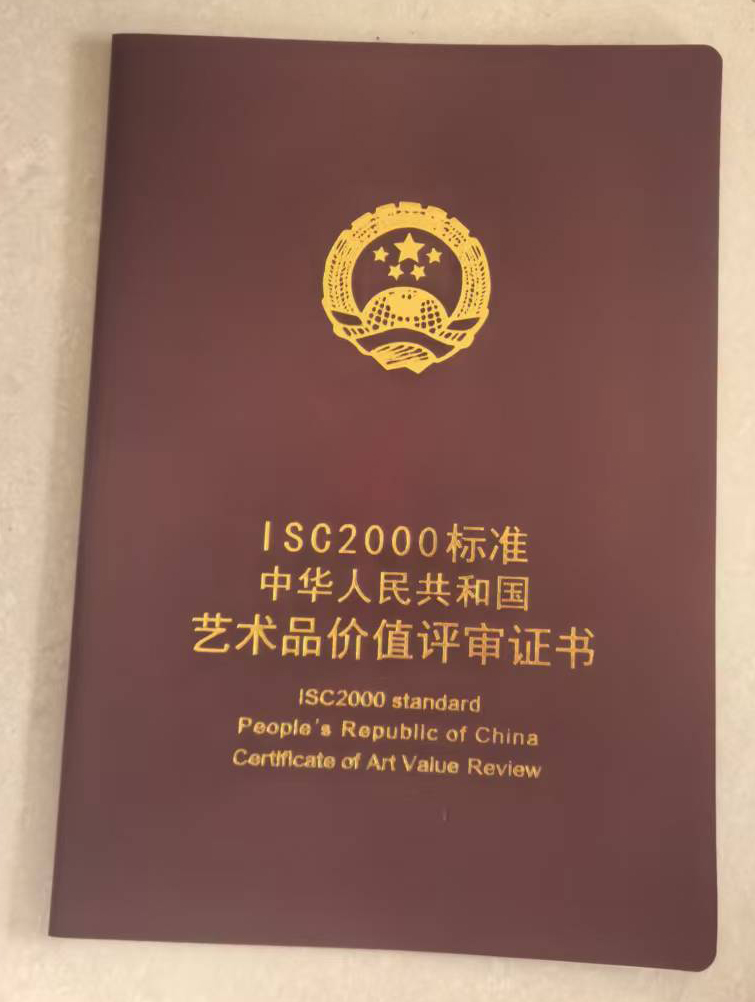 ISC2000标准
中华人民共和国
艺术品价值评审证书
ISC2000 standard
People's Republic of China
Certificate of Art Value Review